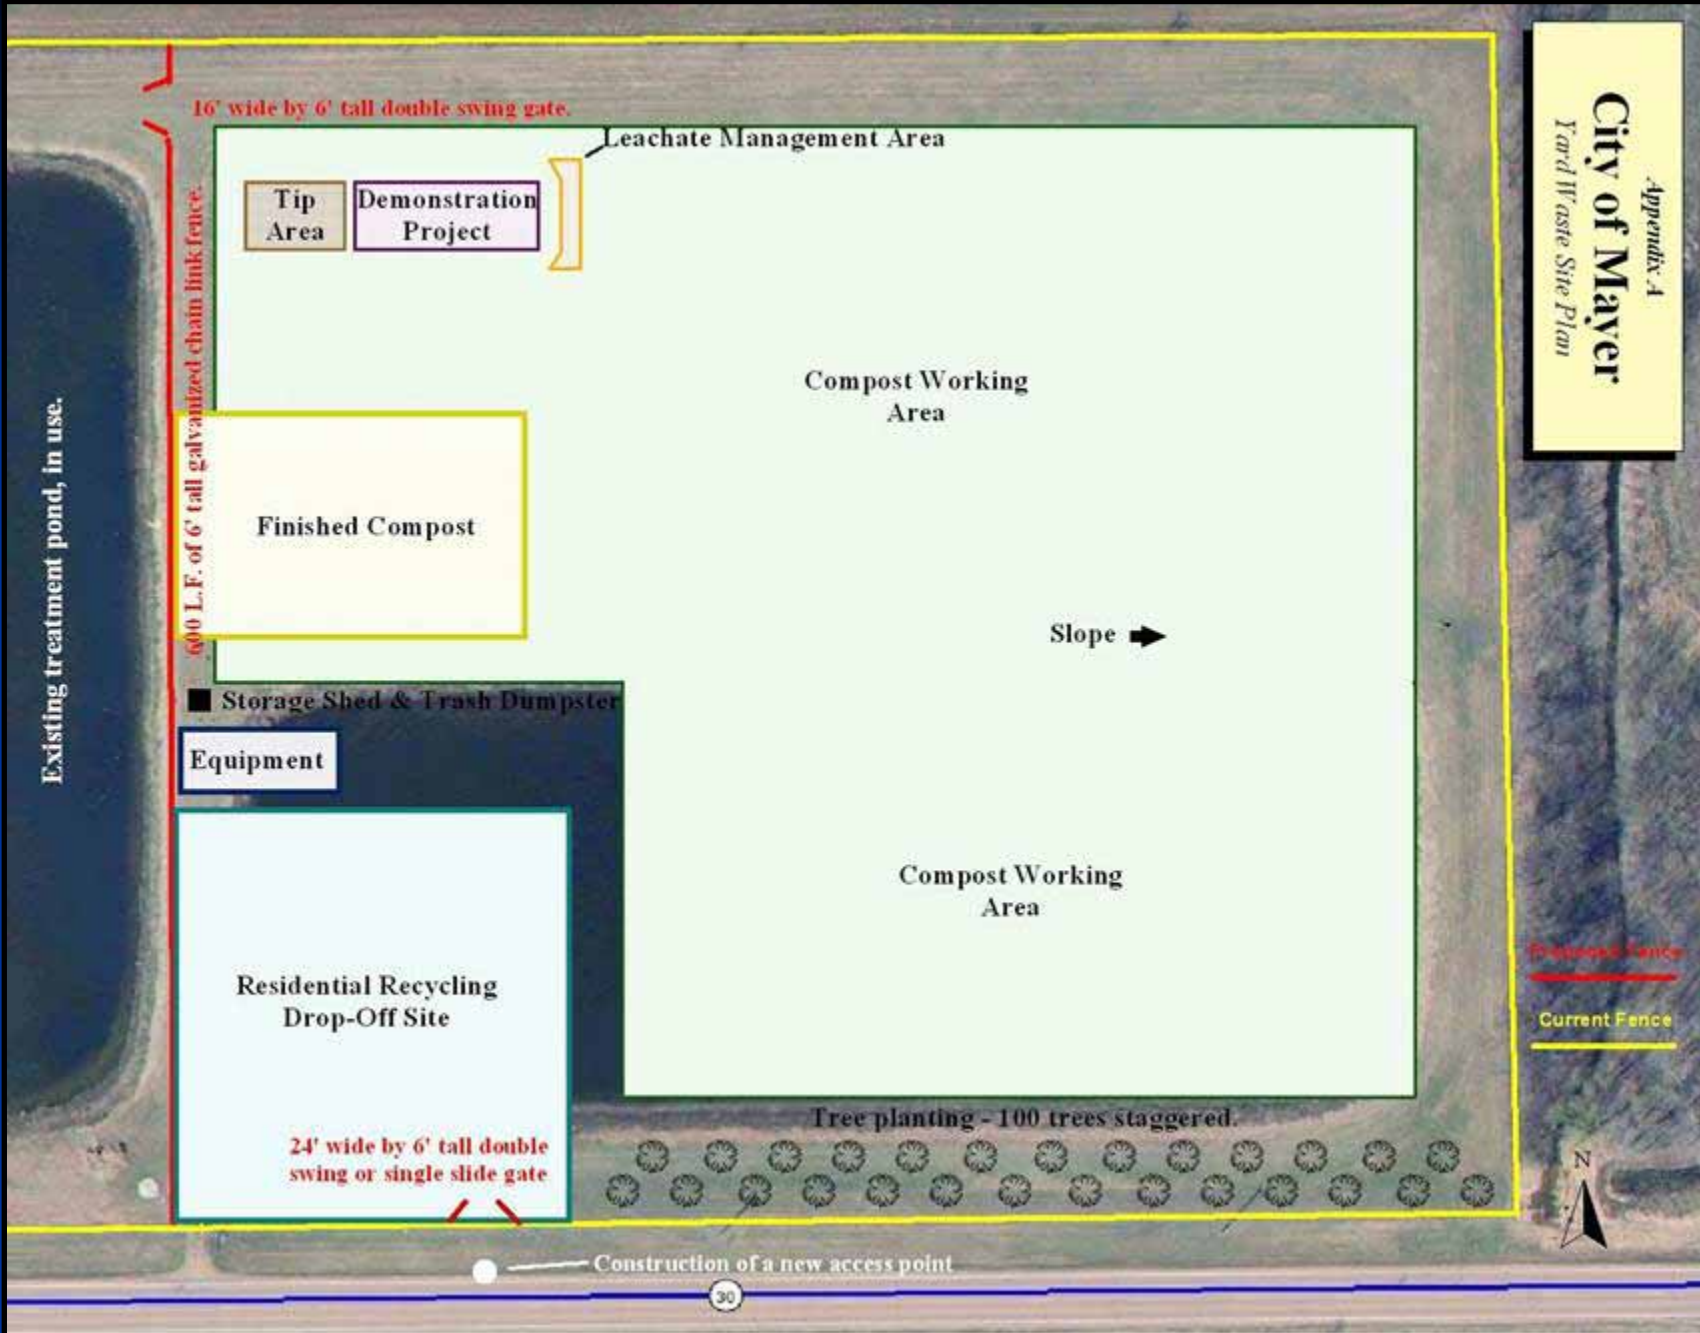 Appendix A
City of Mayer
Yard Waste Site Plan
16' wide by 6' tall double swing gate.
Leachate Management Area
Tip
Area
Demonstration
Project
600 L.F. of 6' tall galvanized chain link fence.
Existing treatment pond, in use.
Compost Working
Area
Finished Compost
Slope
Storage Shed & Trash Dumpster
Equipment
Compost Working
Area
Residential Recycling
Drop-Off Site
Proposed Fence
Current Fence
24' wide by 6' tall double
swing or single slide gate
Tree planting - 100 trees staggered.
N
Construction of a new access point
30